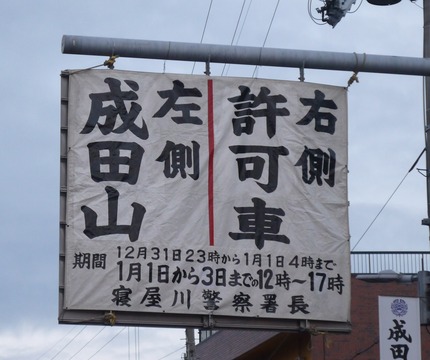 右側
許可車
左側
成田山
期間
12月31日23時から1月1日4時まで
1月1日から3日までの12時〜17時
寝屋川警察署長
成田